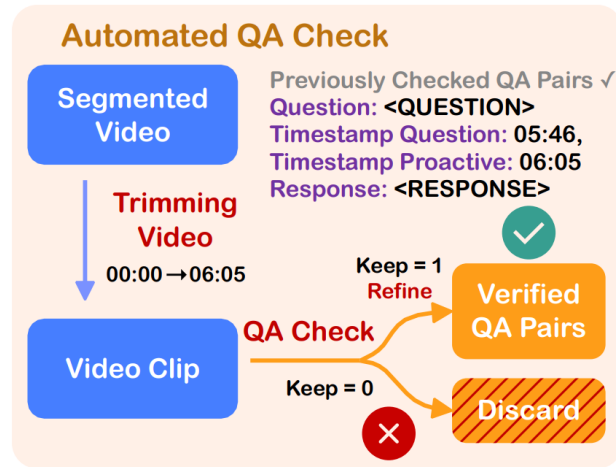 Automated QA Check
Segmented
Video
Previously Checked QA Pairs ✓
Question: <QUESTION>
Timestamp Question: 05:46,
Timestamp Proactive: 06:05
Response: <RESPONSE>
Trimming
Video
00:00→06:05
Video Clip
QA Check
Keep = 1
Refine
Verified
QA Pairs
Keep = 0
Discard